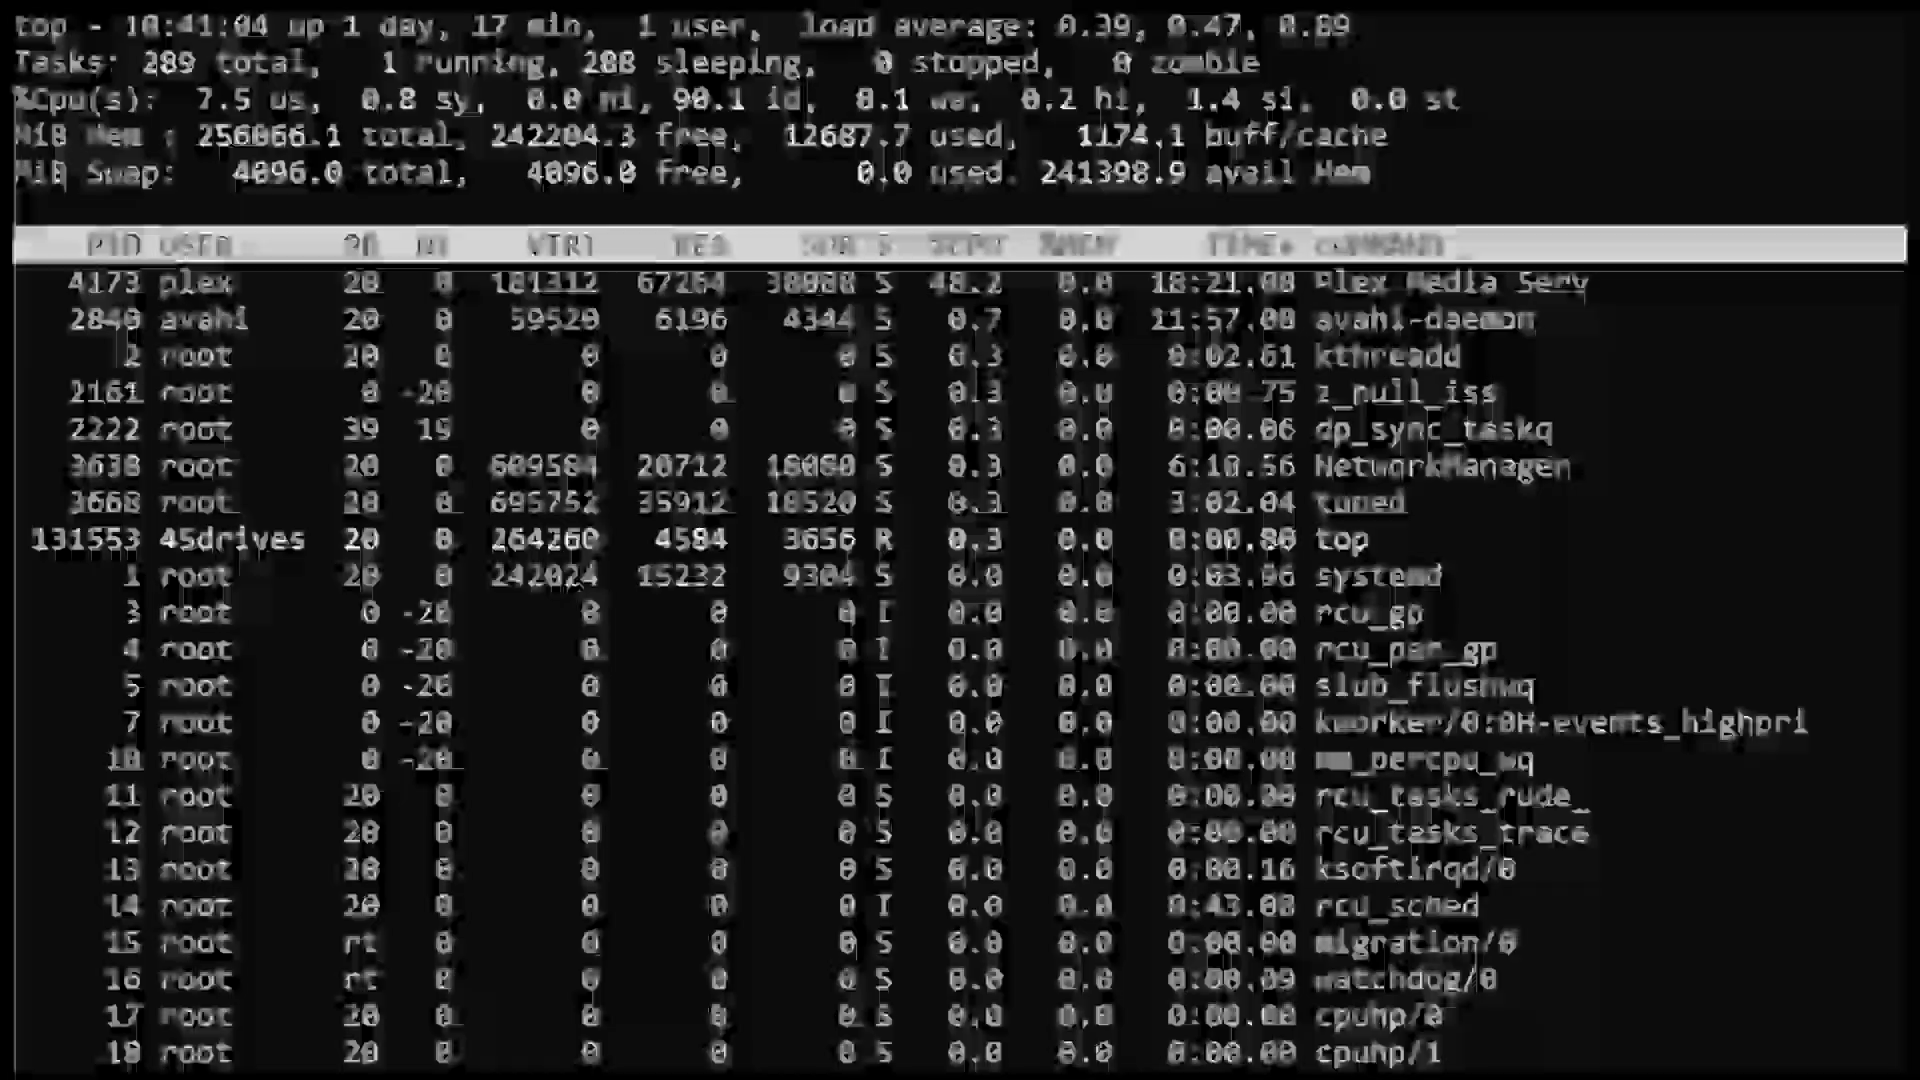 top - 10:41:04 up 1 day, 17 min, 1 user, load average: 0.39, 0.47, 0.89
Tasks: 289 total, 1 running, 288 sleeping, 0 stopped, 0 zombie
%Cpu(s): 7.5 us, 0.8 sy, 0.0 ni, 90.1 id, 0.1 wa, 0.2 hi, 1.4 si, 0.0 st
MiB Mem : 256066.1 total, 242204.3 free, 12687.7 used, 1174.1 buff/cache
MiB Swap: 4096.0 total, 4096.0 free, 0.0 used. 241398.9 avail Mem
PID USER PR NI VIRT RES SHR S %CPU %MEM TIME+ COMMAND
4173 plex 20 0 181312 67264 S 48.2 0.0 18:21.08 Plex Media Serv
2840 avahi 20 0 59520 6196 4344 S 0.7 0.0 11:57.00 avahi-daemon
2 root 20 0 0 0 0 S 0.3 0.0 0:02.61 kthreadd
2161 root 0 -20 0 0 0 S 0.3 0.0 0:00.75 z_null_iss
2222 root 39 19 0 0 0 S 0.3 0.0 0:00.06 dp_sync_taskq
3638 root 20 0 609584 20712 18080 S 0.3 0.0 6:18.56 NetworkManager
3668 root 20 0 695752 35912 18520 S 0.3 0.0 3:02.04 tuned
131553 45drives 20 0 264260 4584 3656 R 0.3 0.0 0:00.80 top
1 root 20 0 242024 15232 9304 S 0.0 0.0 0:03.06 systemd
3 root 0 -20 0 0 0 I 0.0 0.0 0:00.00 rcu_gp
4 root 0 -20 0 0 0 I 0.0 0.0 0:00.00 rcu_par_gp
5 root 0 -20 0 0 0 I 0.0 0.0 0:00.00 slub_flushwq
7 root 0 -20 0 0 0 I 0.0 0.0 0:00.00 kworker/0:0H-events_highpri
10 root 0 -20 0 0 0 I 0.0 0.0 0:00.00 mm_percpu_wq
11 root 20 0 0 0 0 S 0.0 0.0 0:00.00 rcu_tasks_rude_
12 root 20 0 0 0 0 S 0.0 0.0 0:00.00 rcu_tasks_trace
13 root 20 0 0 0 0 S 0.0 0.0 0:00.16 ksoftirqd/0
14 root 20 0 0 0 0 I 0.0 0.0 0:43.08 rcu_sched
15 root rt 0 0 0 0 S 0.0 0.0 0:00.00 migration/0
16 root rt 0 0 0 0 S 0.0 0.0 0:00.09 watchdog/0
17 root 20 0 0 0 0 S 0.0 0.0 0:00.00 cpuhp/0
18 root 20 0 0 0 0 S 0.0 0.0 0:00.00 cpuhp/1